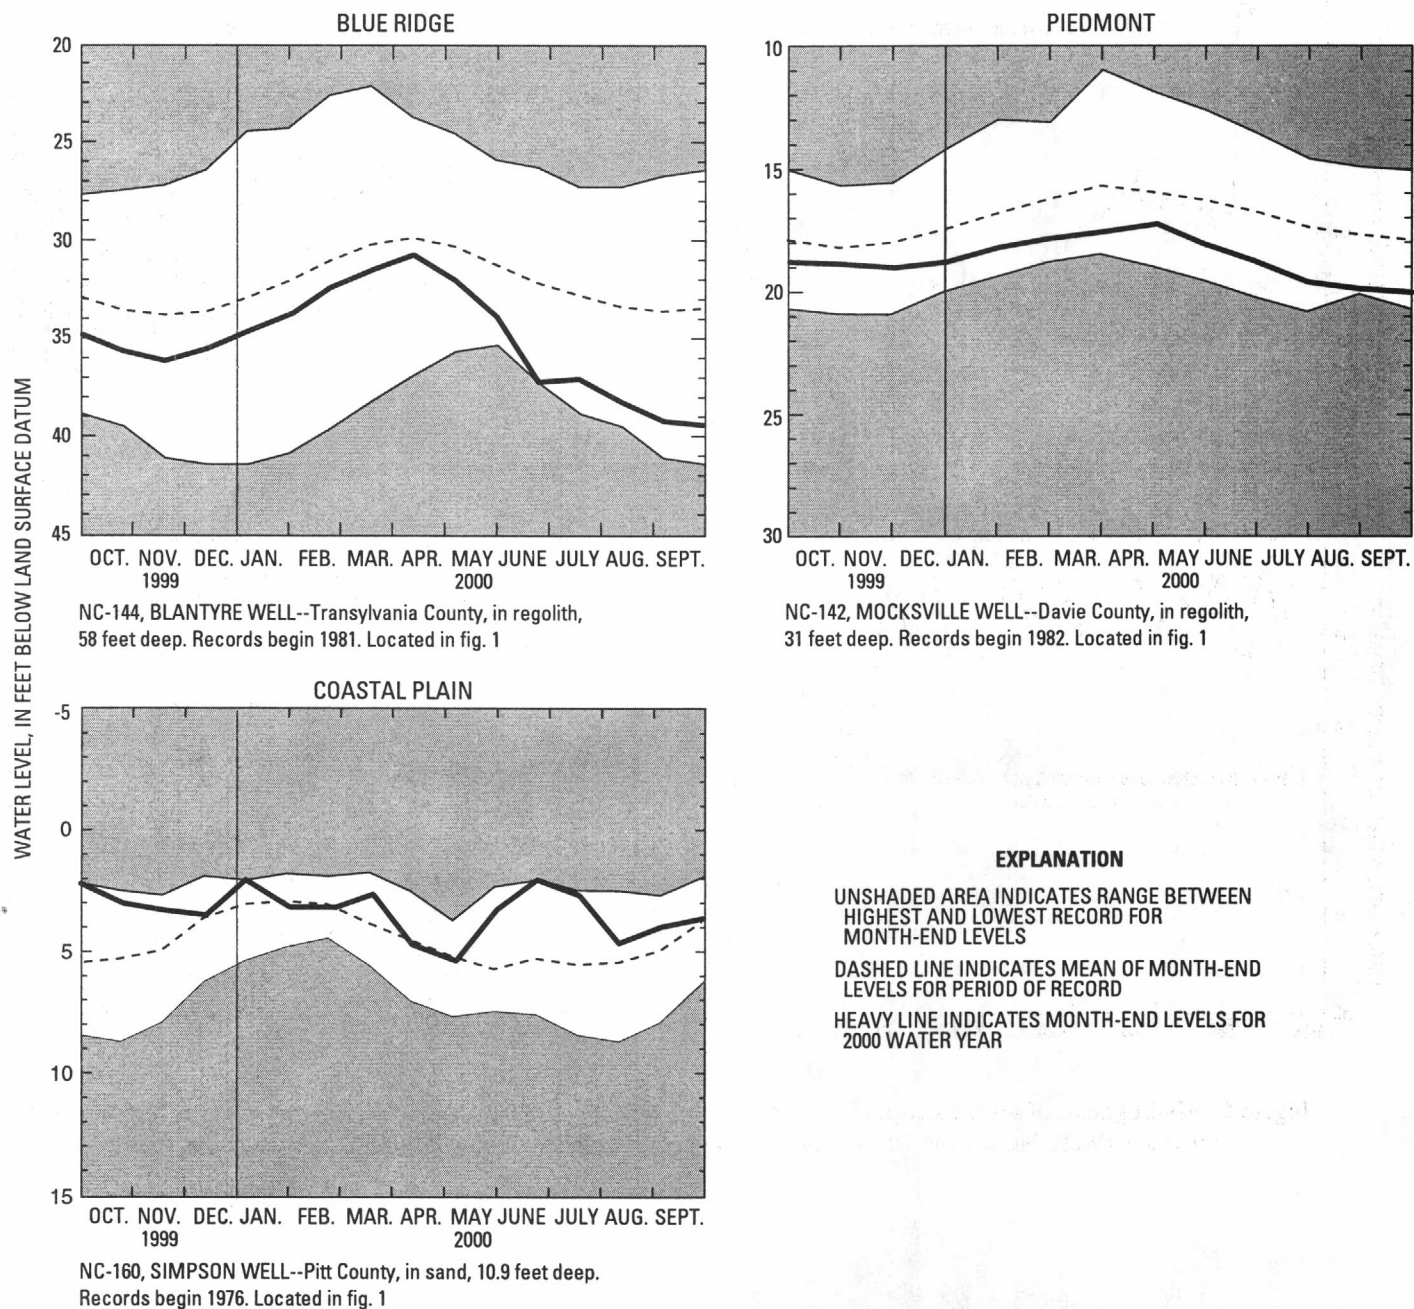 WATER LEVEL, IN FEET BELOW LAND SURFACE DATUM
BLUE RIDGE
20
25
30
35
40
45
OCT. NOV. DEC. JAN. FEB. MAR. APR. MAY JUNE JULY AUG. SEPT.
1999 2000
NC-144, BLANTYRE WELL--Transylvania County, in regolith,
58 feet deep. Records begin 1981. Located in fig. 1
PIEDMONT
10
15
20
25
30
OCT. NOV. DEC. JAN. FEB. MAR. APR. MAY JUNE JULY AUG. SEPT.
1999 2000
NC-142, MOCKSVILLE WELL--Davie County, in regolith,
31 feet deep. Records begin 1982. Located in fig. 1
COASTAL PLAIN
-5
0
5
10
15
OCT. NOV. DEC. JAN. FEB. MAR. APR. MAY JUNE JULY AUG. SEPT.
1999 2000
NC-160, SIMPSON WELL--Pitt County, in sand, 10.9 feet deep.
Records begin 1976. Located in fig. 1
EXPLANATION
UNSHADED AREA INDICATES RANGE BETWEEN
HIGHEST AND LOWEST RECORD FOR
MONTH-END LEVELS
DASHED LINE INDICATES MEAN OF MONTH-END
LEVELS FOR PERIOD OF RECORD
HEAVY LINE INDICATES MONTH-END LEVELS FOR
2000 WATER YEAR